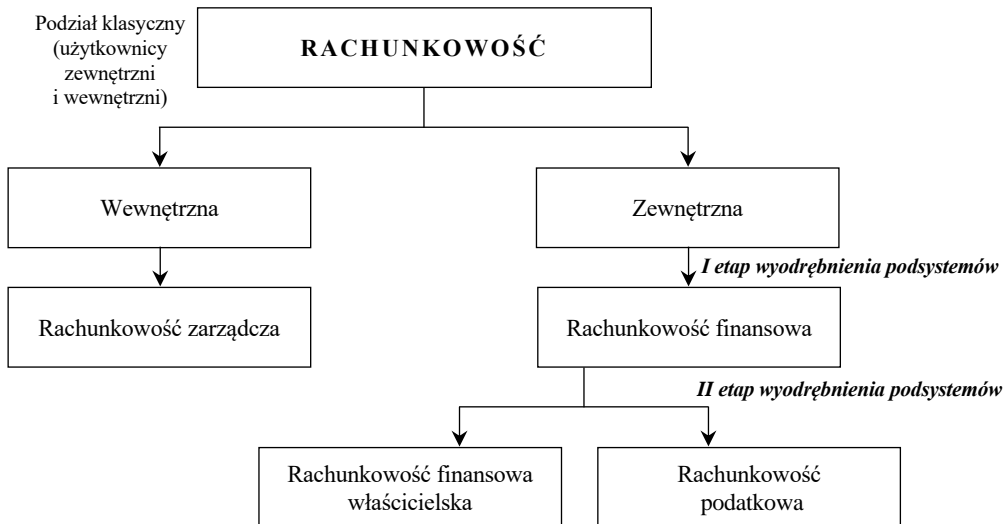 Podział klasyczny
(użytkownicy
zewnętrzni
i wewnętrzni)
RACHUNKOWOŚĆ
Wewnętrzna
Zewnętrzna
I etap wyodrębnienia podsystemów
Rachunkowość zarządcza
Rachunkowość finansowa
II etap wyodrębnienia podsystemów
Rachunkowość finansowa
właścicielska
Rachunkowość
podatkowa